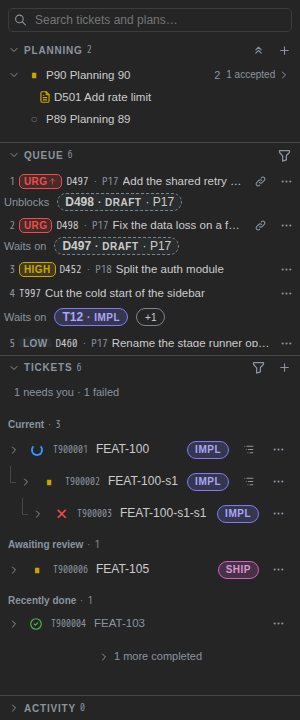 Search tickets and plans…
PLANNING 2
P90 Planning 90 2 1 accepted
D501 Add rate limit
P89 Planning 89
QUEUE 6
1 URG ↑ D497 · P17 Add the shared retry …
Unblocks D498 · DRAFT · P17
2 URG D498 · P17 Fix the data loss on a f…
Waits on D497 · DRAFT · P17
3 HIGH D452 · P18 Split the auth module
4 T997 Cut the cold start of the sidebar
Waits on T12 · IMPL +1
5 LOW D460 · P17 Rename the stage runner op…
TICKETS 6
1 needs you · 1 failed
Current · 3
T900001 FEAT-100 IMPL
T900002 FEAT-100-s1 IMPL
T900003 FEAT-100-s1-s1 IMPL
Awaiting review · 1
T900006 FEAT-105 SHIP
Recently done · 1
T900004 FEAT-103
1 more completed
ACTIVITY 0